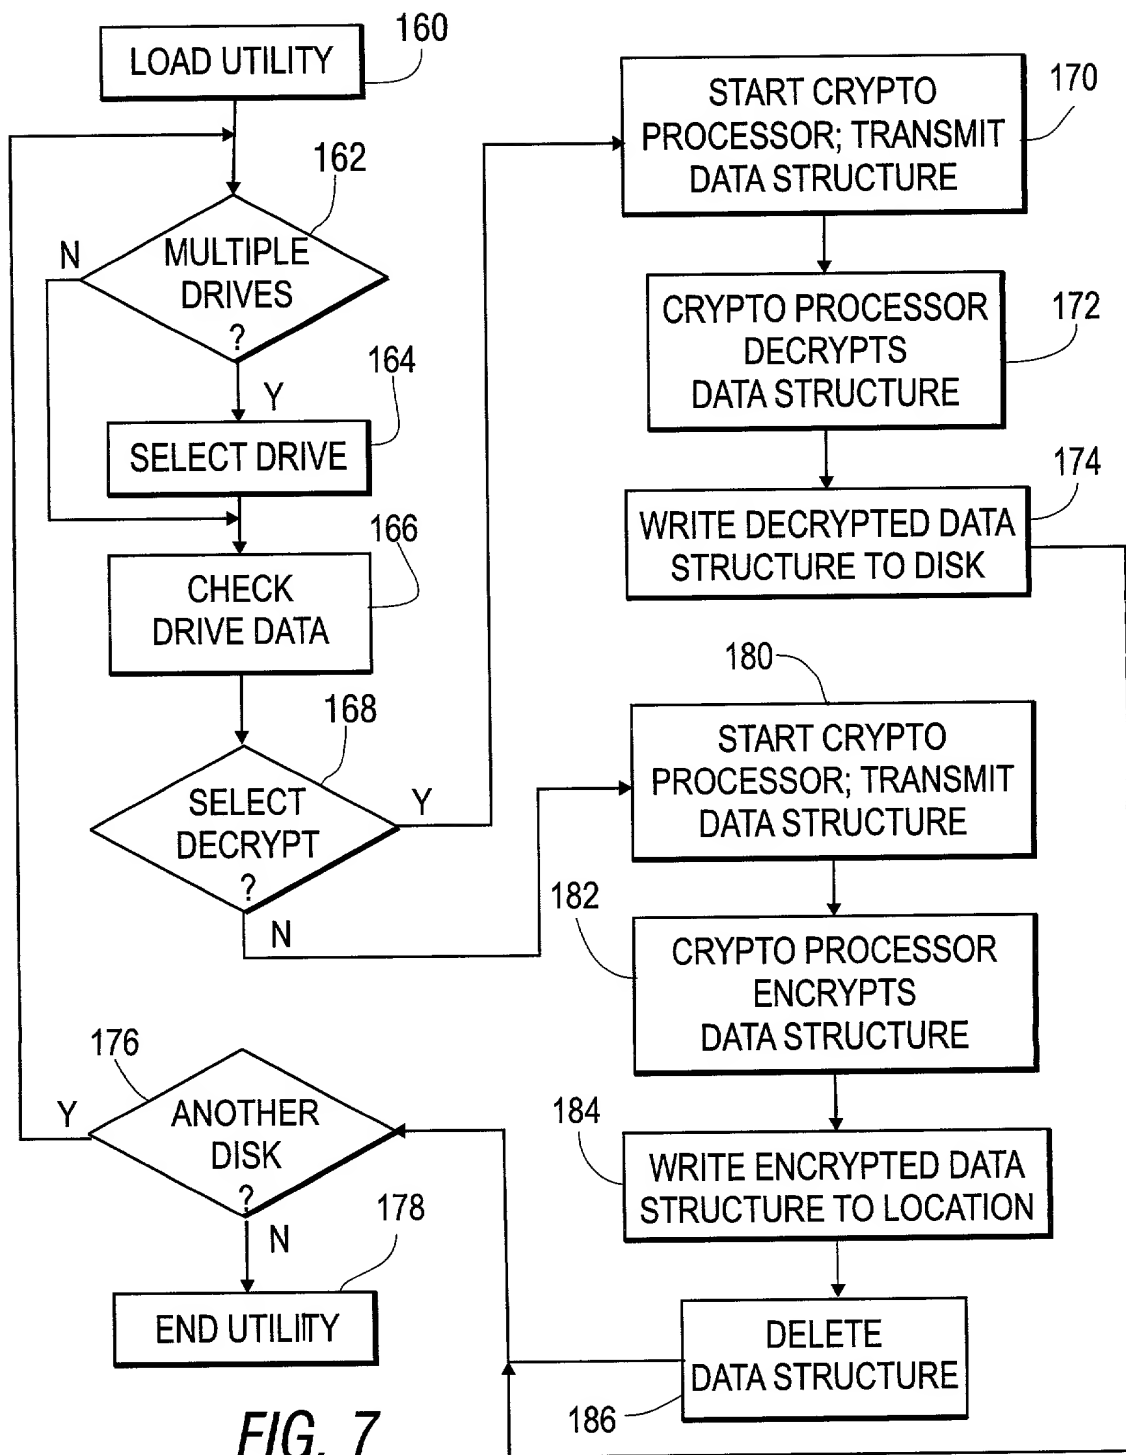 LOAD UTILITY
160
162
N
MULTIPLE
DRIVES
?
Y
164
SELECT DRIVE
166
CHECK
DRIVE DATA
168
SELECT
DECRYPT
?
Y
N
170
START CRYPTO
PROCESSOR; TRANSMIT
DATA STRUCTURE
172
CRYPTO PROCESSOR
DECRYPTS
DATA STRUCTURE
174
WRITE DECRYPTED DATA
STRUCTURE TO DISK
180
START CRYPTO
PROCESSOR; TRANSMIT
DATA STRUCTURE
182
CRYPTO PROCESSOR
ENCRYPTS
DATA STRUCTURE
184
WRITE ENCRYPTED DATA
STRUCTURE TO LOCATION
DELETE
DATA STRUCTURE
186
176
Y
ANOTHER
DISK
?
N
178
END UTILITY
FIG. 7